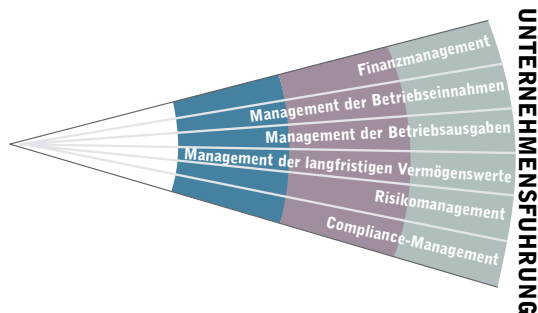 Finanzmanagement
Management der Betriebseinnahmen
Management der Betriebsausgaben
Management der langfristigen Vermögenswerte
Risikomanagement
Compliance-Management
UNTERNEHMENSFÜHRUNG